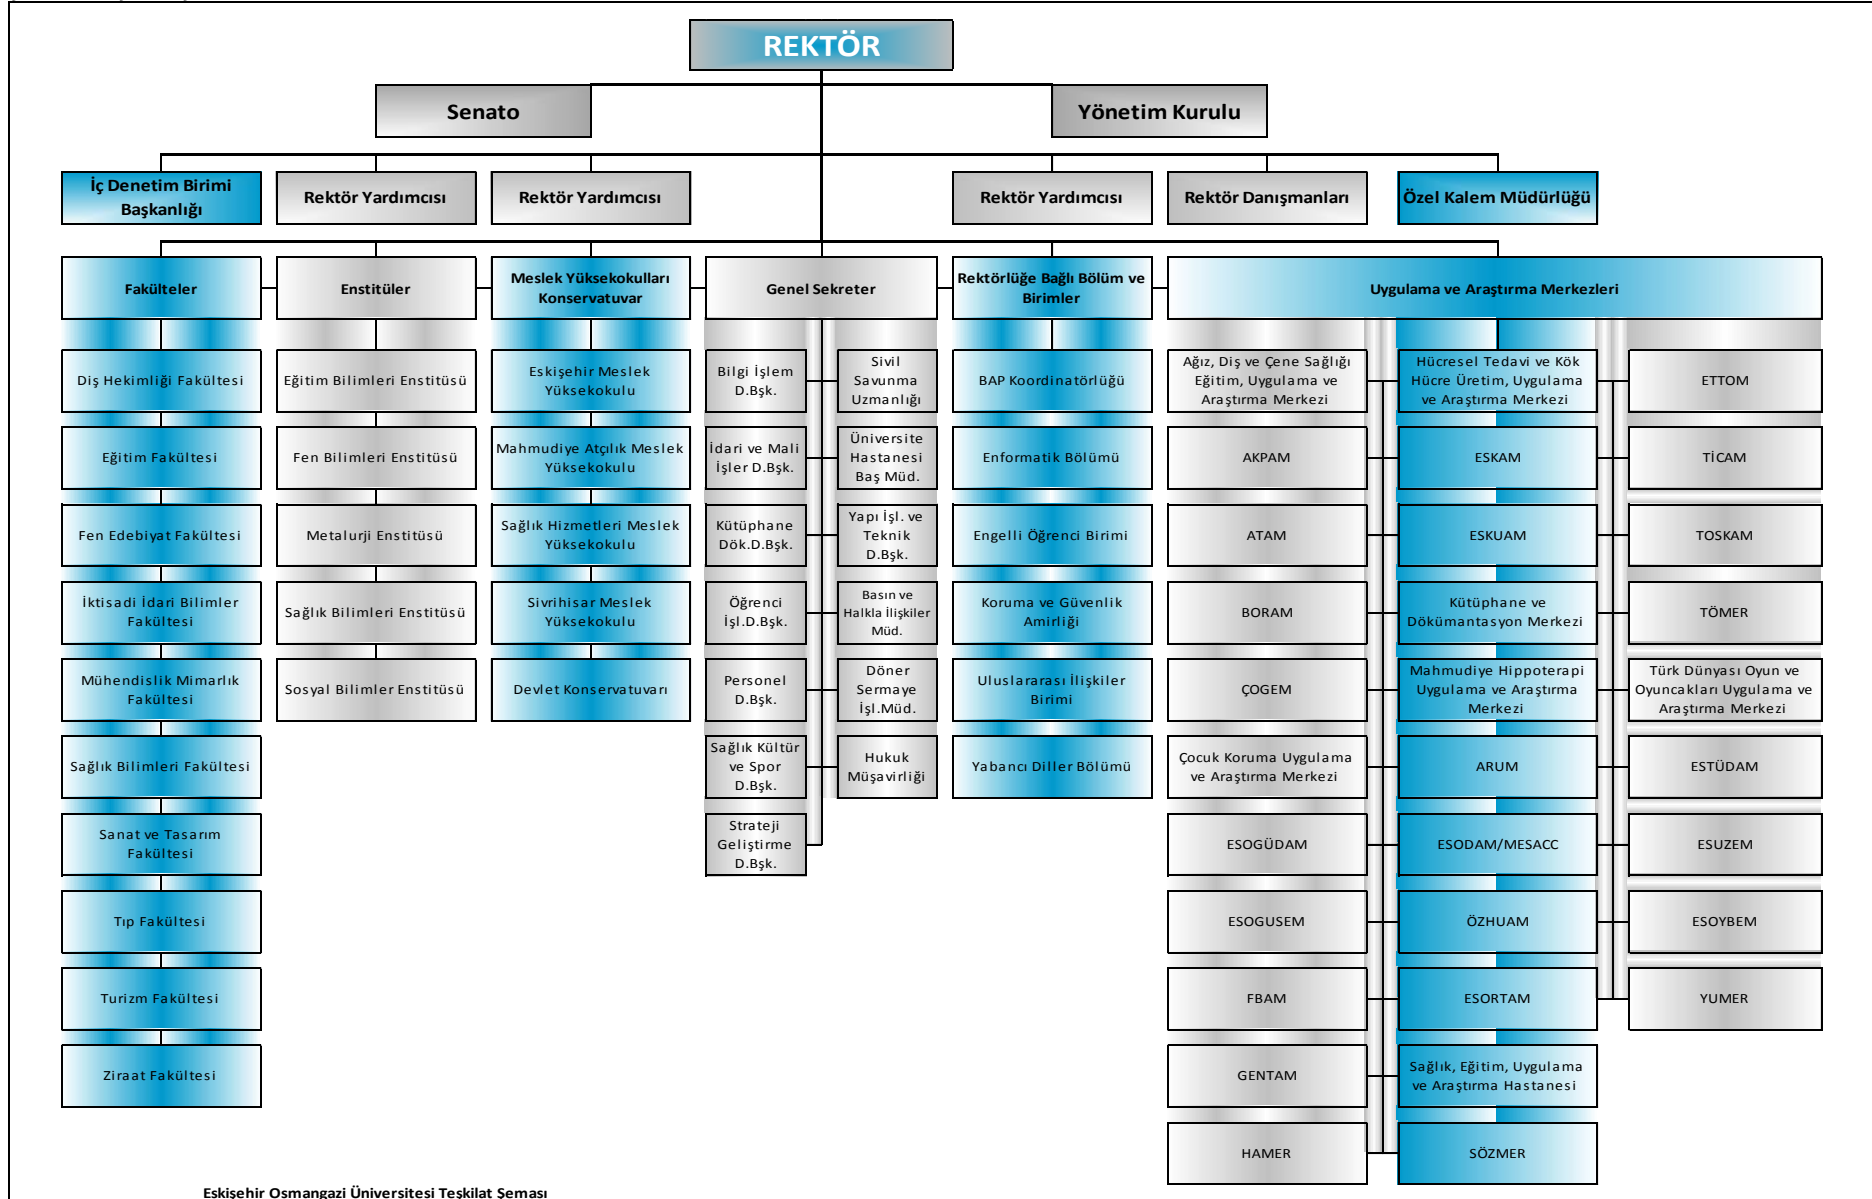 REKTÖR
Senato
Yönetim Kurulu
İç Denetim Birimi
Başkanlığı
Rektör Yardımcısı
Rektör Yardımcısı
Rektör Yardımcısı
Rektör Danışmanları
Özel Kalem Müdürlüğü
Fakülteler
Enstitüler
Meslek Yüksekokulları
Konservatuvar
Genel Sekreter
Rektörlüğe Bağlı Bölüm ve
Birimler
Uygulama ve Araştırma Merkezleri
Diş Hekimliği Fakültesi
Eğitim Fakültesi
Fen Edebiyat Fakültesi
İktisadi İdari Bilimler
Fakültesi
Mühendislik Mimarlık
Fakültesi
Sağlık Bilimleri Fakültesi
Sanat ve Tasarım
Fakültesi
Tıp Fakültesi
Turizm Fakültesi
Ziraat Fakültesi
Eğitim Bilimleri Enstitüsü
Fen Bilimleri Enstitüsü
Metalurji Enstitüsü
Sağlık Bilimleri Enstitüsü
Sosyal Bilimler Enstitüsü
Eskişehir Meslek
Yüksekokulu
Mahmudiye Atçılık Meslek
Yüksekokulu
Sağlık Hizmetleri Meslek
Yüksekokulu
Sivrihisar Meslek
Yüksekokulu
Devlet Konservatuvarı
Bilgi İşlem
D.Bşk.
İdari ve Mali
İşler D.Bşk.
Kütüphane
Dök.D.Bşk.
Öğrenci
İşl.D.Bşk.
Personel
D.Bşk.
Sağlık Kültür
ve Spor
D.Bşk.
Strateji
Geliştirme
D.Bşk.
Sivil
Savunma
Uzmanlığı
Üniversite
Hastanesi
Baş Müd.
Yapı İşl. ve
Teknik
D.Bşk.
Basın ve
Halkla İlişkiler
Müd.
Döner
Sermaye
İşl.Müd.
Hukuk
Müşavirliği
BAP Koordinatörlüğü
Enformatik Bölümü
Engelli Öğrenci Birimi
Koruma ve Güvenlik
Amirliği
Uluslararası İlişkiler
Birimi
Yabancı Diller Bölümü
Ağız, Diş ve Çene Sağlığı
Eğitim, Uygulama ve
Araştırma Merkezi
AKPAM
ATAM
BORAM
ÇOGEM
Çocuk Koruma Uygulama
ve Araştırma Merkezi
ESOGÜDAM
ESOGUSEM
FBAM
GENTAM
HAMER
Hücresel Tedavi ve Kök
Hücre Üretim, Uygulama
ve Araştırma Merkezi
ESKAM
ESKUAM
Kütüphane ve
Dökümantasyon Merkezi
Mahmudiye Hippoterapi
Uygulama ve Araştırma
Merkezi
ARUM
ESODAM/MESACC
ÖZHUAM
ESORTAM
Sağlık, Eğitim, Uygulama
ve Araştırma Hastanesi
SÖZMER
ETTOM
TİCAM
TOSKAM
TÖMER
Türk Dünyası Oyun ve
Oyuncakları Uygulama ve
Araştırma Merkezi
ESTÜDAM
ESUZEM
ESOYBEM
YUMER
Eskişehir Osmangazi Üniversitesi Teşkilat Şeması